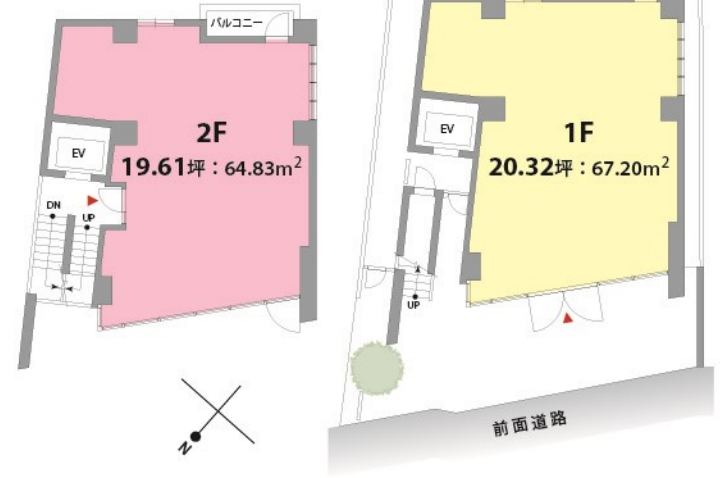 バルコニー
2F
19.61坪：64.83m²
EV
DN
UP
1F
20.32坪：67.20m²
EV
UP
前面道路
N